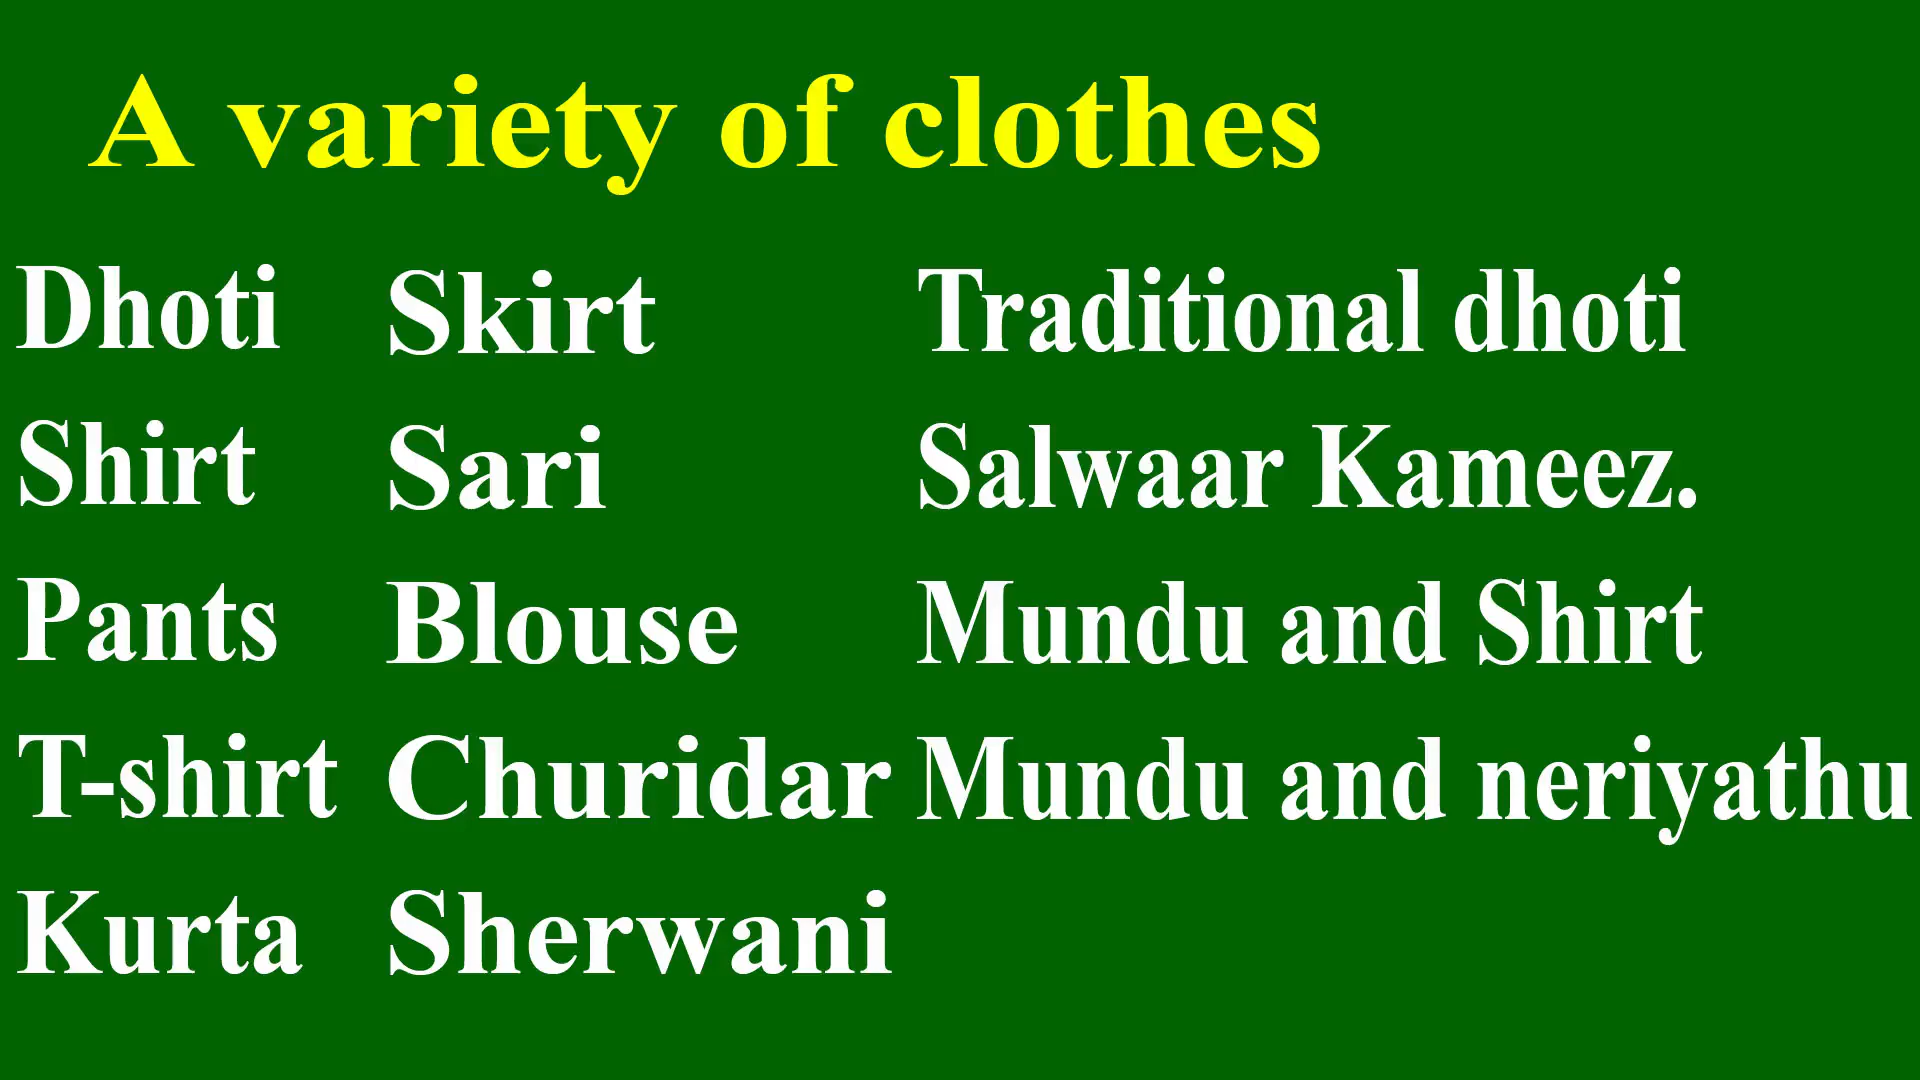 A variety of clothes
Dhoti Skirt Traditional dhoti
Shirt Sari Salwaar Kameez.
Pants Blouse Mundu and Shirt
T-shirt Churidar Mundu and neriyathu
Kurta Sherwani